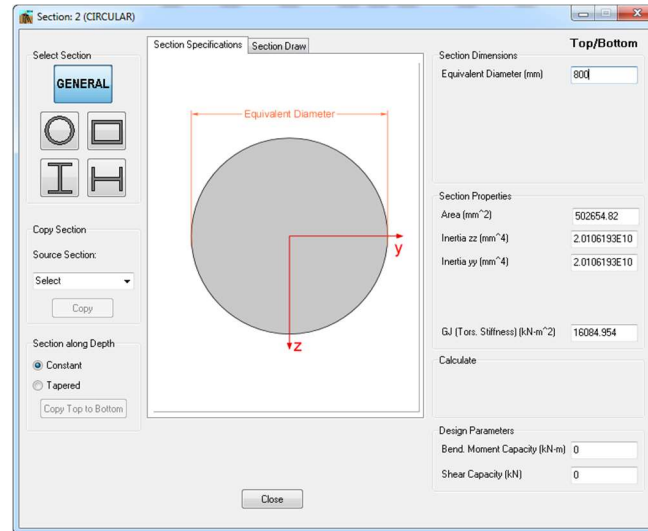 Section: 2 (CIRCULAR)
Select Section
GENERAL
Copy Section
Source Section:
Select
Copy
Section along Depth
Constant
Tapered
Copy Top to Bottom
Section Specifications
Section Draw
Equivalent Diameter
y
z
Close
Top/Bottom
Section Dimensions
Equivalent Diameter (mm) 800
Section Properties
Area (mm^2) 502654.82
Inertia zz (mm^4) 2.0106193E10
Inertia yy (mm^4) 2.0106193E10
GJ (Tors. Stiffness) (kN-m^2) 16084.954
Calculate
Design Parameters
Bend. Moment Capacity (kN-m) 0
Shear Capacity (kN) 0